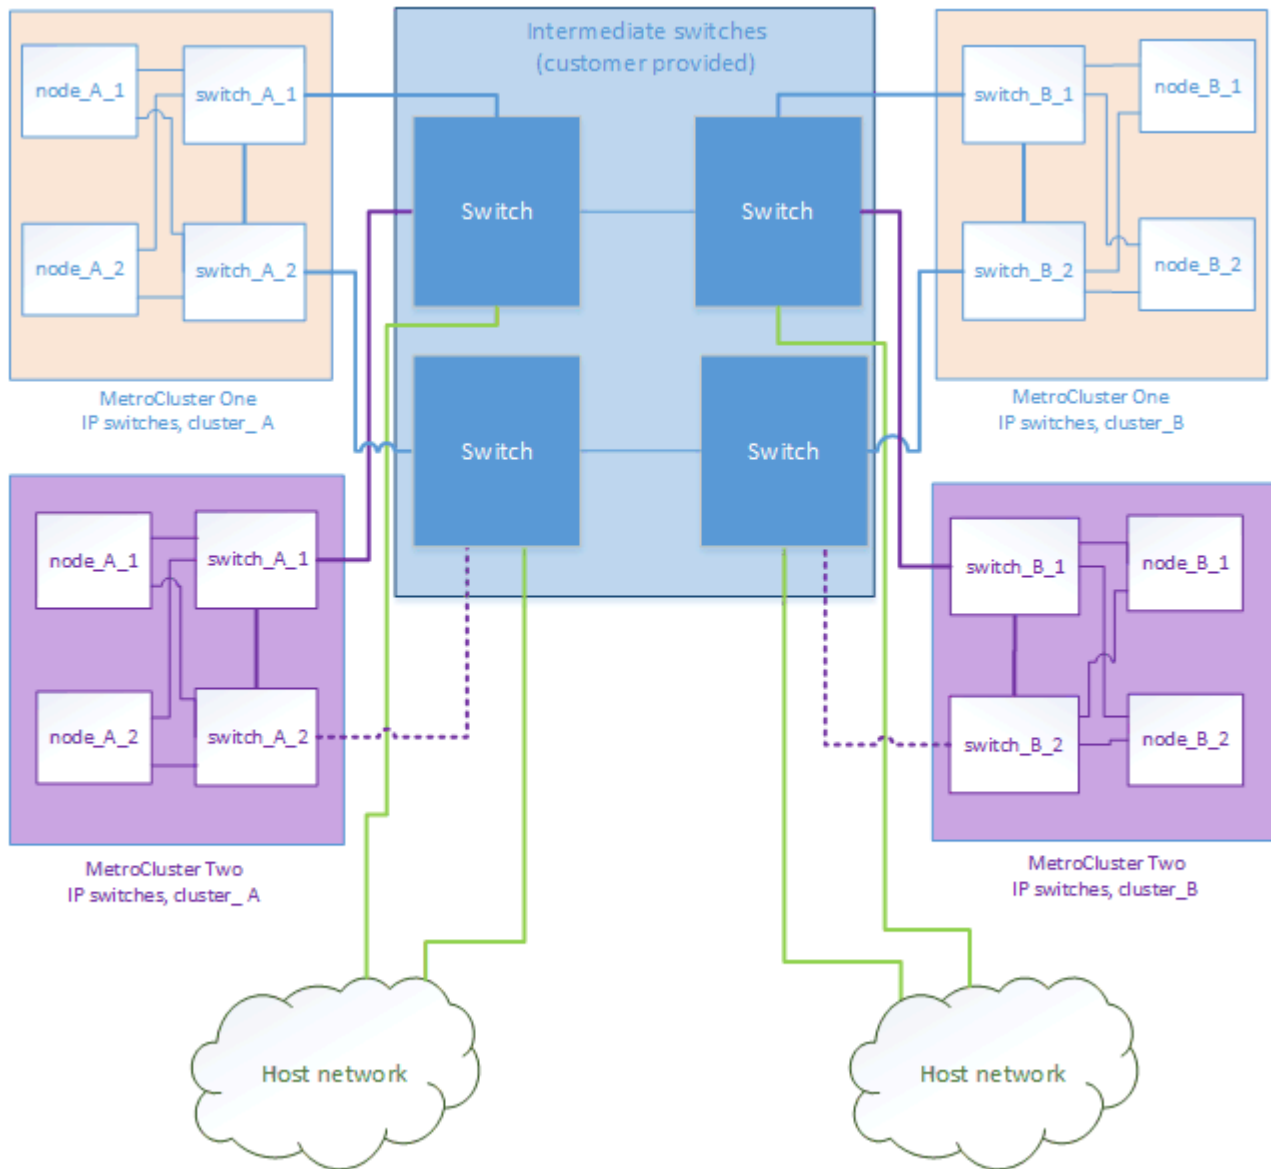 Intermediate switches
(customer provided)
node_A_1
switch_A_1
node_A_2
switch_A_2
MetroCluster One
IP switches, cluster_ A
Switch
Switch
Switch
Switch
switch_B_1
node_B_1
switch_B_2
node_B_2
MetroCluster One
IP switches, cluster_B
node_A_1
switch_A_1
node_A_2
switch_A_2
MetroCluster Two
IP switches, cluster_ A
switch_B_1
node_B_1
switch_B_2
node_B_2
MetroCluster Two
IP switches, cluster_B
Host network
Host network